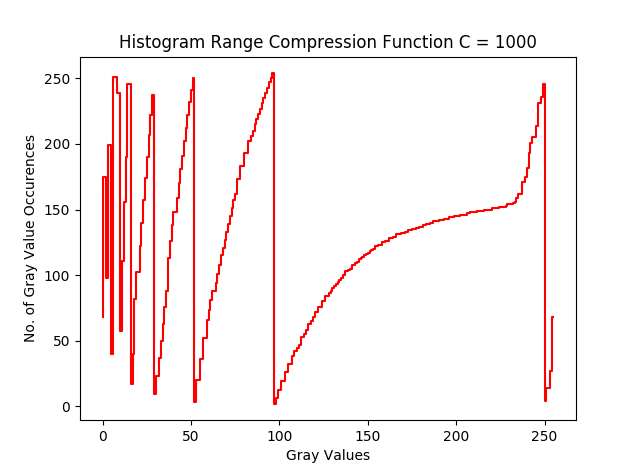 Histogram Range Compression Function C = 1000
No. of Gray Value Occurences
250
200
150
100
50
0
0 50 100 150 200 250
Gray Values